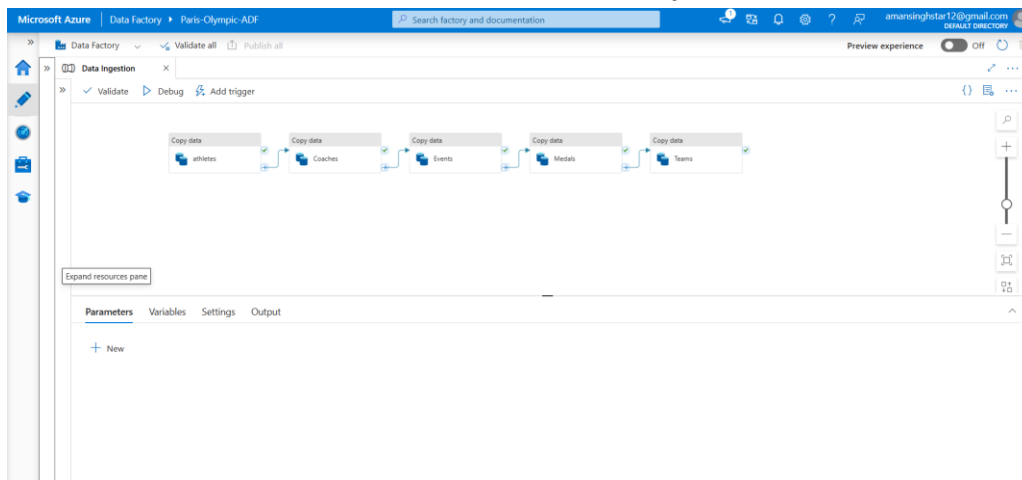 Microsoft Azure Data Factory Paris-Olympic-ADF Search factory and documentation 1 amansinghstar12@gmail.com
DEFAULT DIRECTORY
Data Factory Validate all Publish all Preview experience Off
Data Ingestion
Validate Debug Add trigger
Copy data Copy data Copy data Copy data Copy data
athletes Coaches Events Medals Teams
Expand resources pane
Parameters Variables Settings Output
New